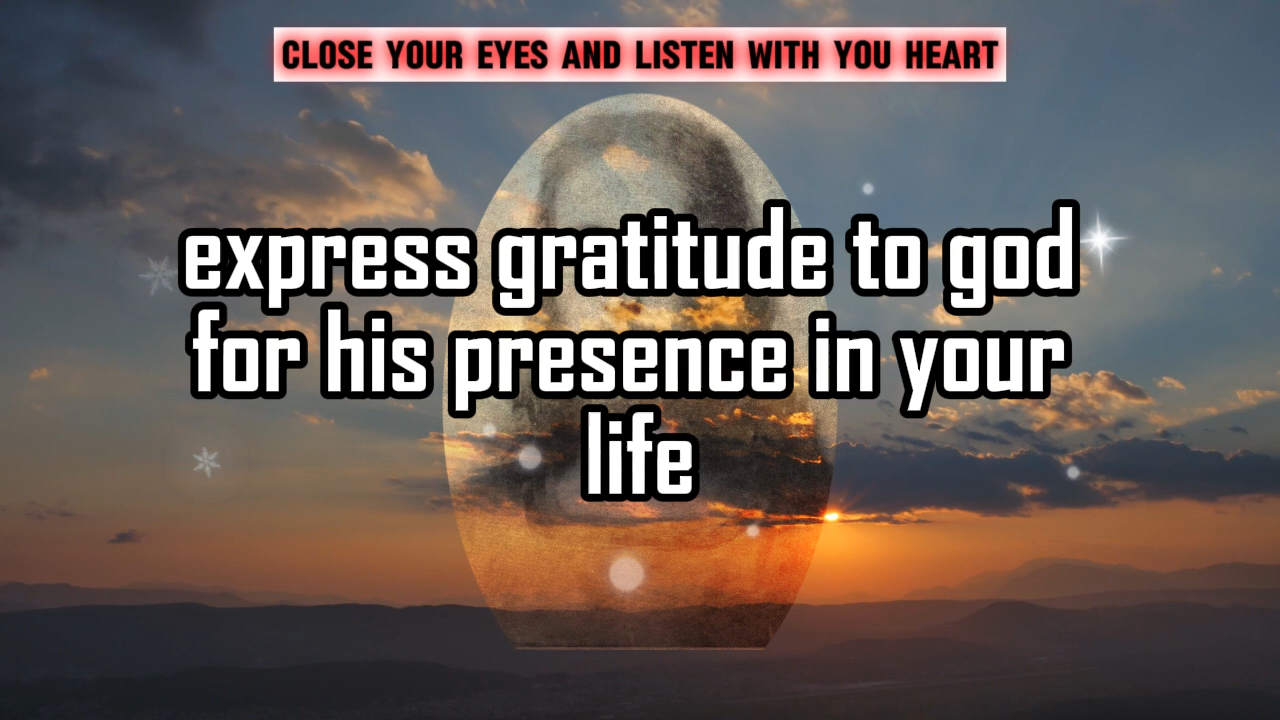 CLOSE YOUR EYES AND LISTEN WITH YOU HEART
express gratitude to god
for his presence in your
life